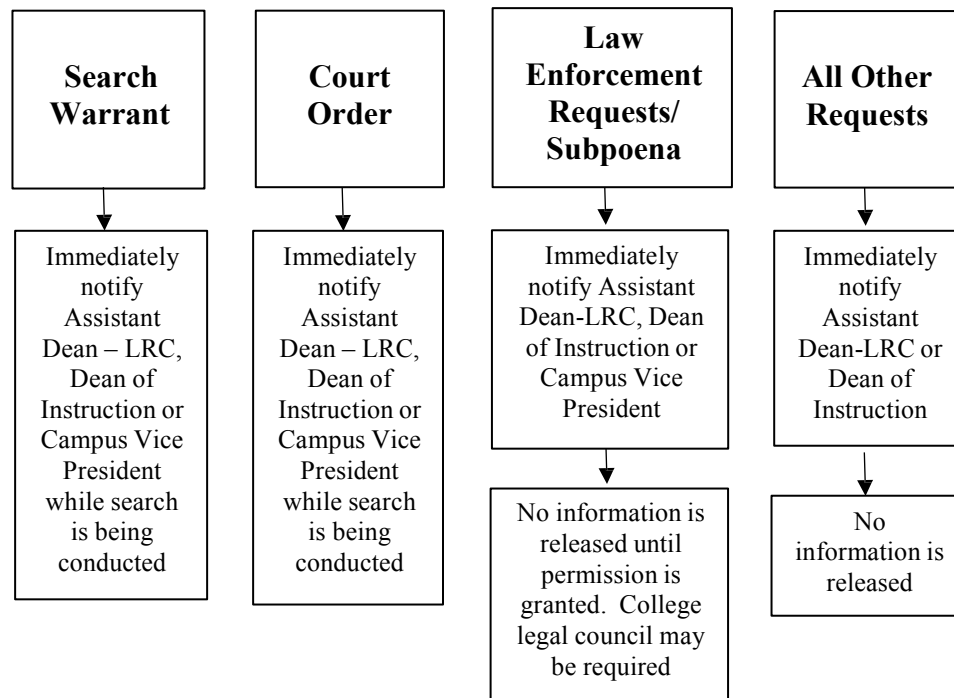 Search
Warrant
Immediately
notify
Assistant
Dean – LRC,
Dean of
Instruction or
Campus Vice
President
while search
is being
conducted
Court
Order
Immediately
notify
Assistant
Dean – LRC,
Dean of
Instruction or
Campus Vice
President
while search
is being
conducted
Law
Enforcement
Requests/
Subpoena
Immediately
notify Assistant
Dean-LRC, Dean
of Instruction or
Campus Vice
President
No information is
released until
permission is
granted.  College
legal council may
be required
All Other
Requests
Immediately
notify
Assistant
Dean-LRC or
Dean of
Instruction
No
information is
released